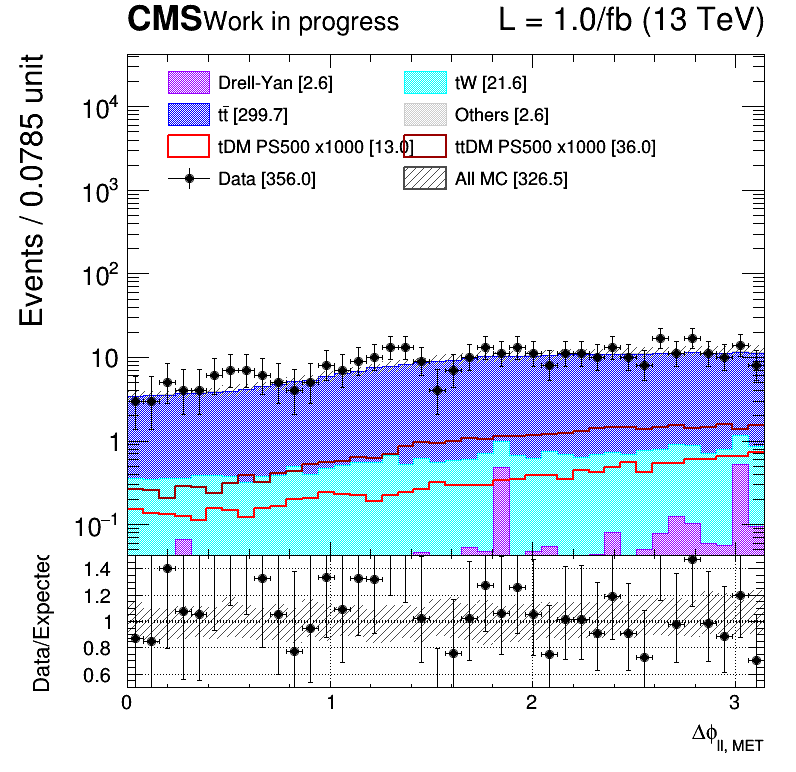 CMS Work in progress L = 1.0/fb (13 TeV)
Events / 0.0785 unit
Drell-Yan [2.6] tW [21.6]
tt̄ [299.7] Others [2.6]
tDM PS500 x1000 [13.0] ttDM PS500 x1000 [36.0]
Data [356.0] All MC [326.5]
10⁴
10³
10²
10
1
10⁻¹
Data/Expected
1.4
1.2
1
0.8
0.6
0 1 2 3
Δϕ_ll, MET